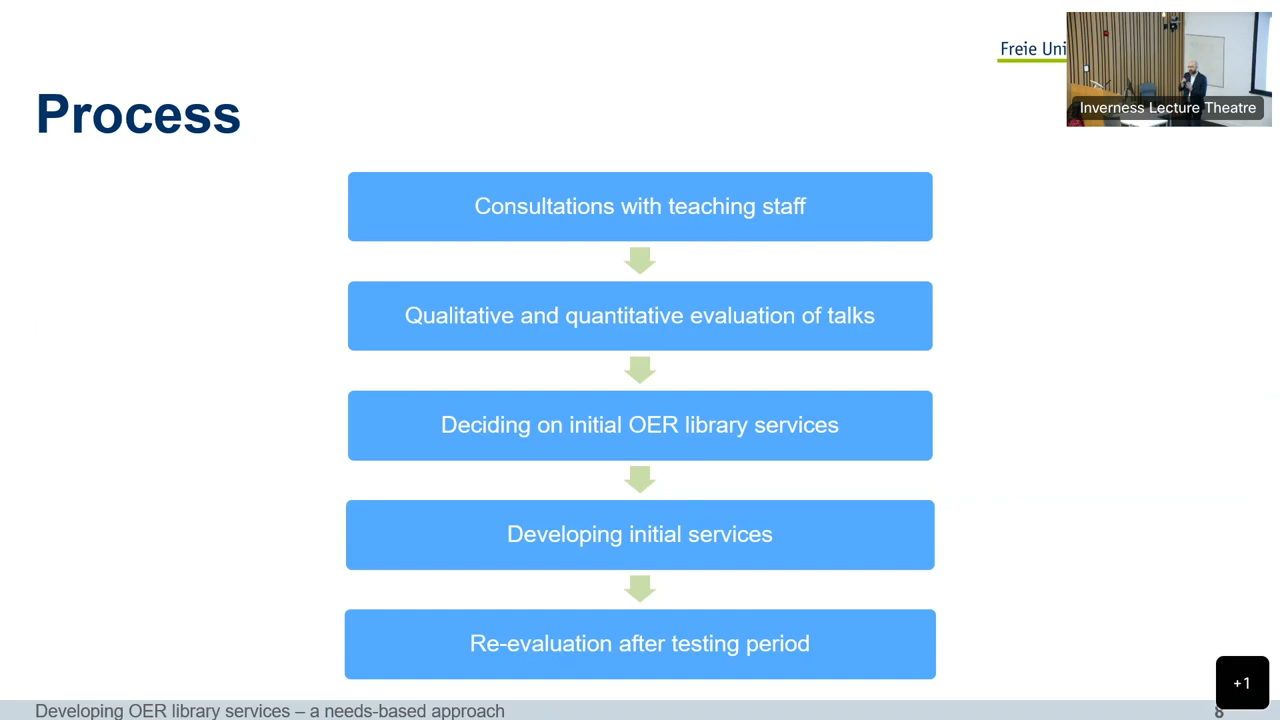 Freie Uni
Inverness Lecture Theatre
Process
Consultations with teaching staff
Qualitative and quantitative evaluation of talks
Deciding on initial OER library services
Developing initial services
Re-evaluation after testing period
+1
Developing OER library services – a needs-based approach
8